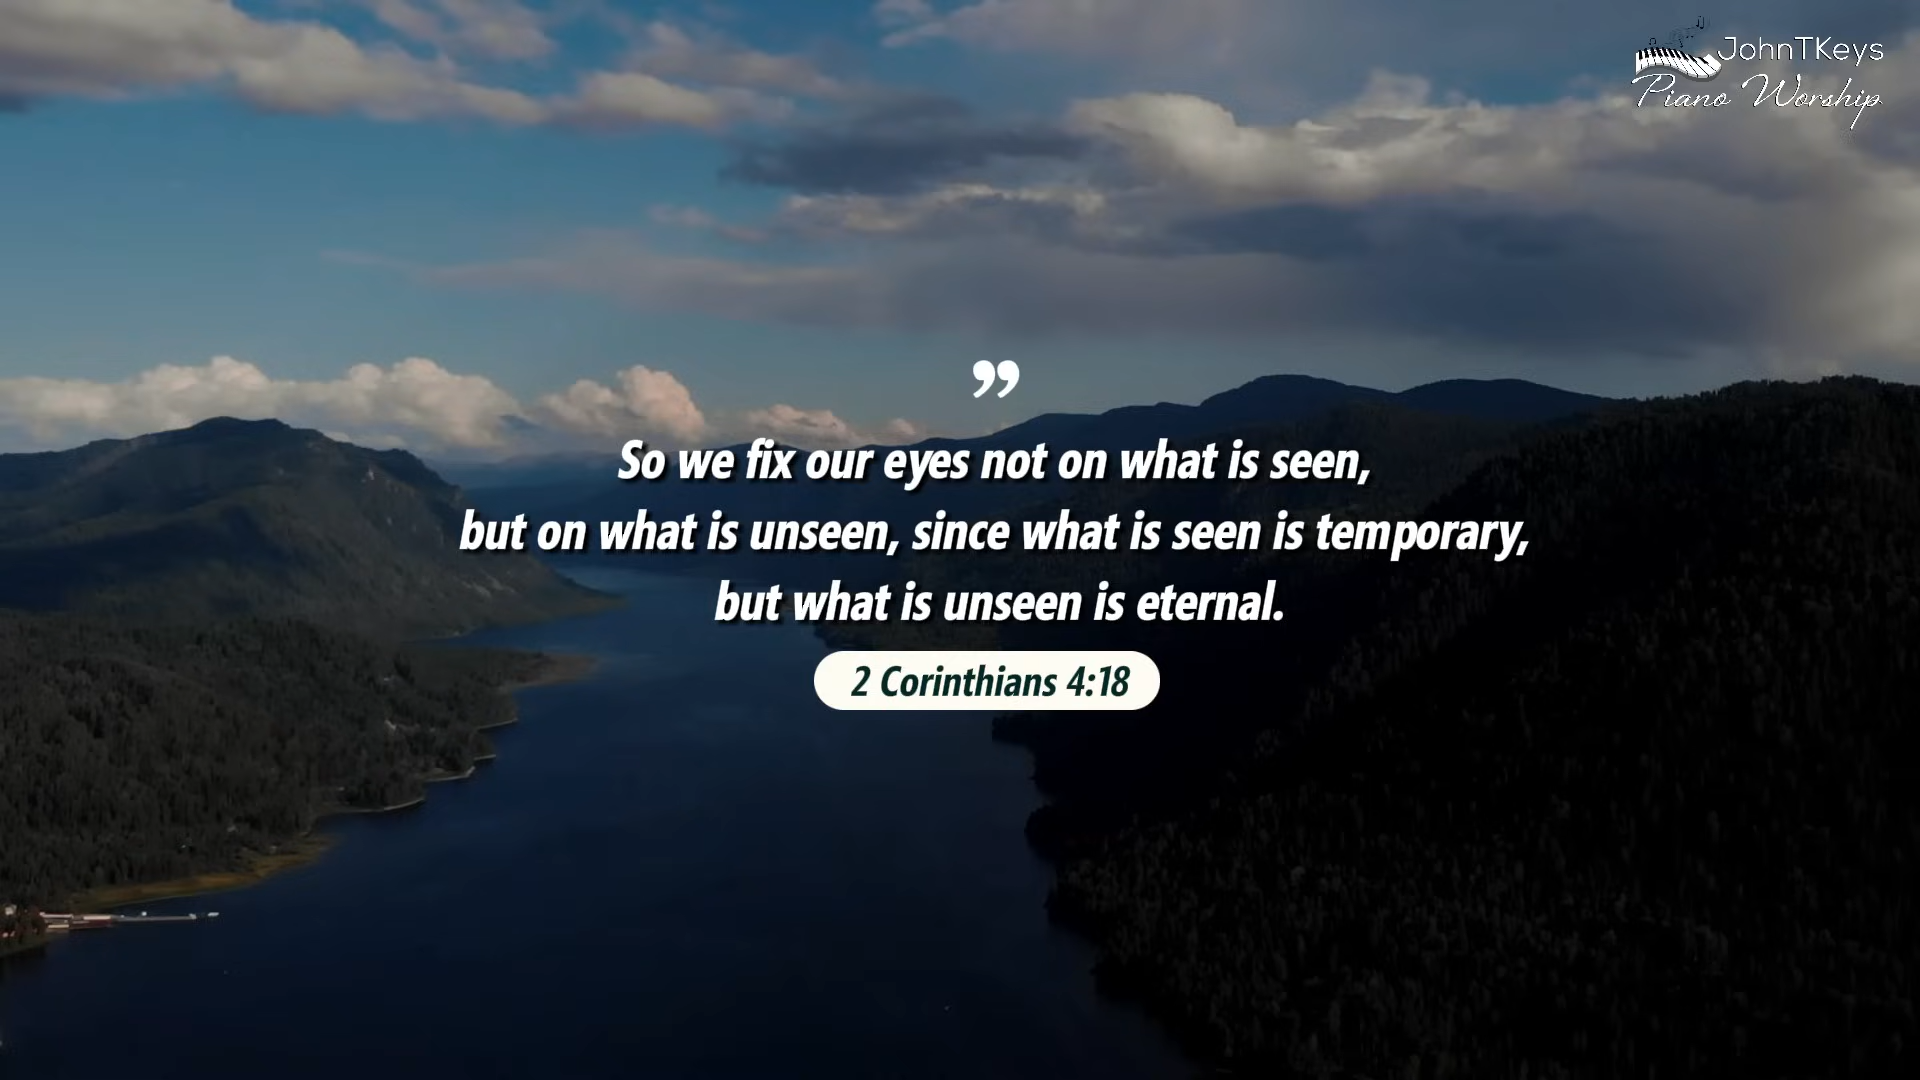 JohnTKeys
Piano Worship
”
So we fix our eyes not on what is seen,
but on what is unseen, since what is seen is temporary,
but what is unseen is eternal.
2 Corinthians 4:18